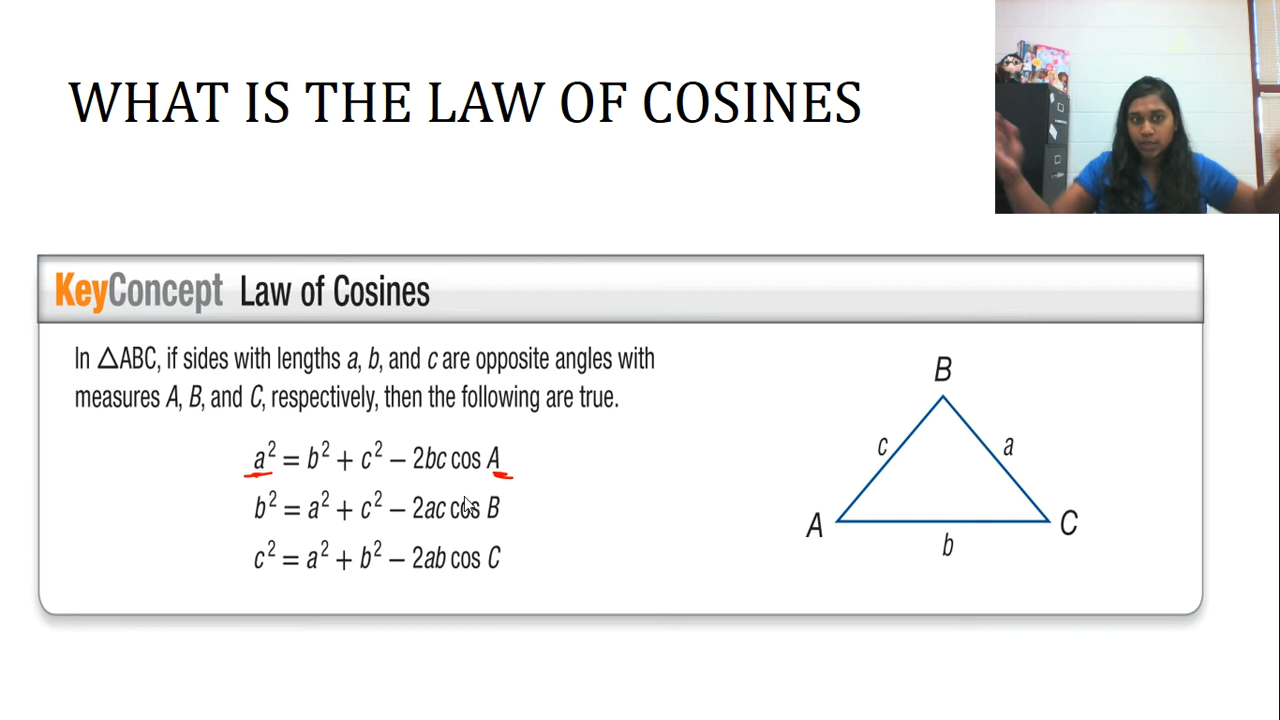 WHAT IS THE LAW OF COSINES
KeyConcept Law of Cosines
In △ABC, if sides with lengths a, b, and c are opposite angles with
measures A, B, and C, respectively, then the following are true.
a² = b² + c² − 2bc cos A
b² = a² + c² − 2ac cos B
c² = a² + b² − 2ab cos C
B
c a
A C
b